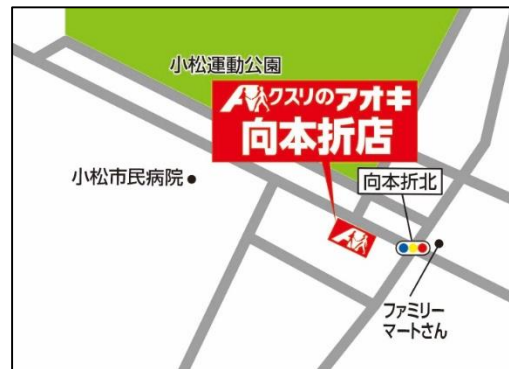 小松運動公園
クスリのアオキ
向本折店
小松市民病院
向本折北
ファミリー
マートさん